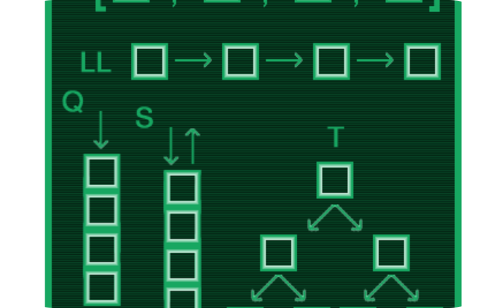 [ , , , ]
LL
Q
S
T